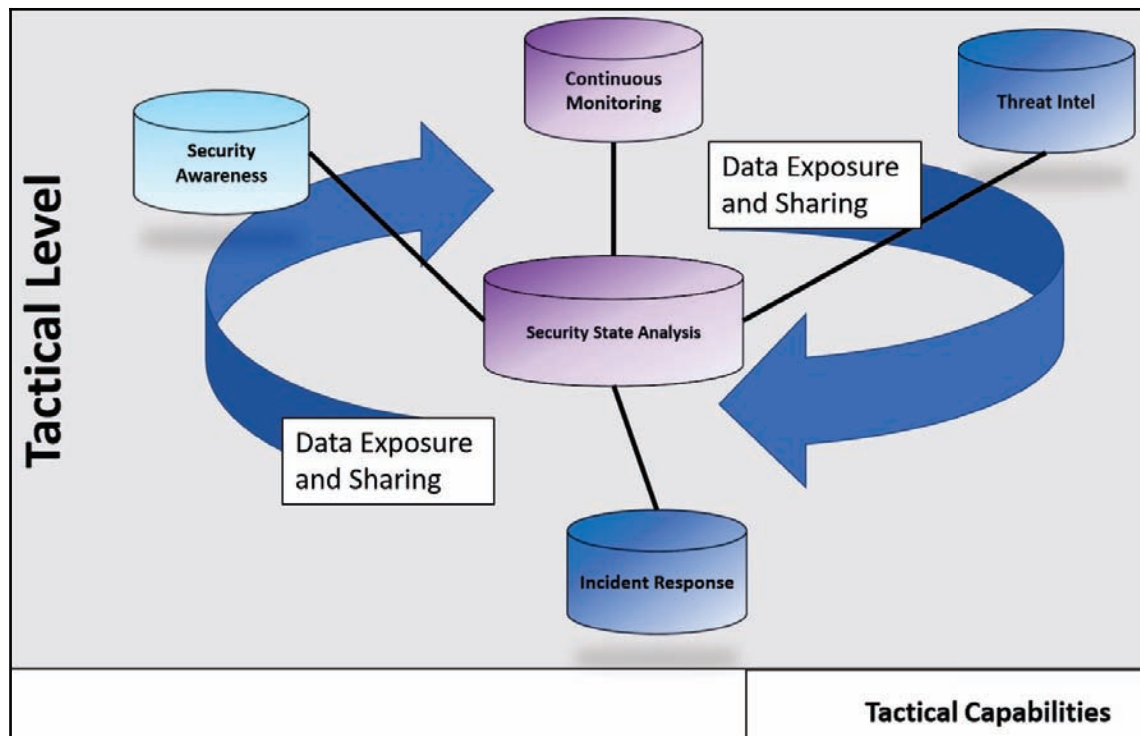 Tactical Level
Continuous
Monitoring
Threat Intel
Security
Awareness
Data Exposure
and Sharing
Security State Analysis
Data Exposure
and Sharing
Incident Response
Tactical Capabilities